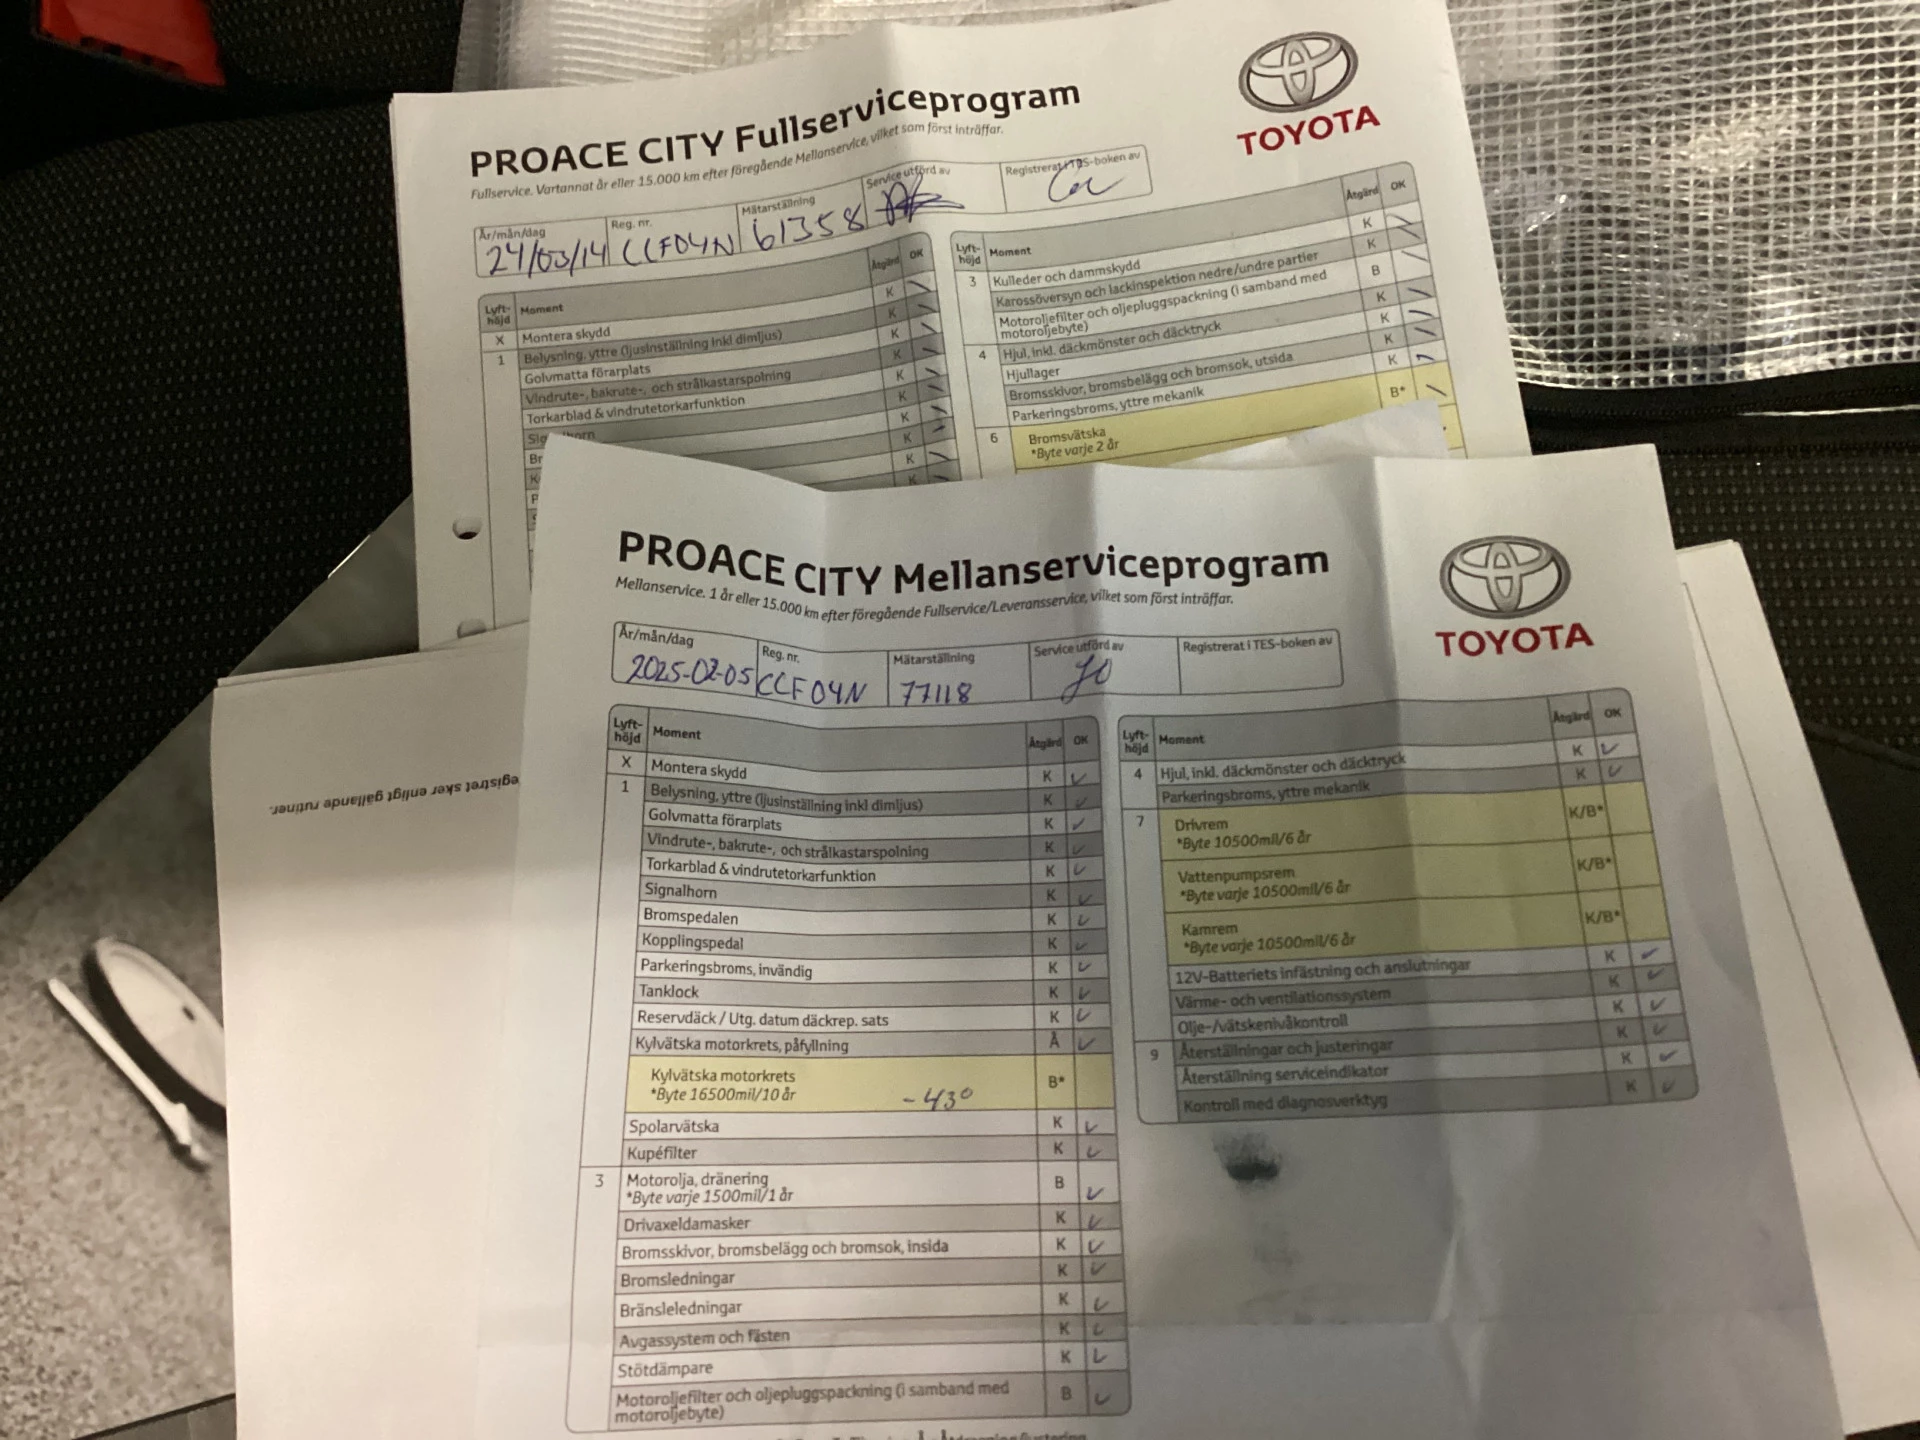 PROACE CITY Fullserviceprogram
Fullservice. Vartannat år eller 15.000 km efter föregående Mellanservice, vilket som först inträffar.
TOYOTA
År/mån/dag Reg. nr. Mätarställning Service utförd av Registrerat i TES-boken av
24/03/14 CCF04N 61358
Lyft-höjd Moment Åtgärd OK
X Montera skydd K
1 Belysning, yttre (ljusinställning inkl dimljus) K
Golvmatta förarplats K
Vindrute-, bakrute-, och strålkastarspolning K
Torkarblad & vindrutetorkarfunktion K
K
K
K
K
Lyft-höjd Moment Åtgärd OK
3 Kulleder och dammskydd K
Karossöversyn och lackinspektion nedre/undre partier K
Motoroljefilter och oljepluggspackning (i samband med motoroljebyte) B
4 Hjul, inkl. däckmönster och däcktryck K
Hjullager K
Bromsskivor, bromsbelägg och bromsok, utsida K
Parkeringsbroms, yttre mekanik K
6 Bromsvätska B*
*Byte varje 2 år
PROACE CITY Mellanserviceprogram
Mellanservice. 1 år eller 15.000 km efter föregående Fullservice/Leveransservice, vilket som först inträffar.
TOYOTA
År/mån/dag Reg. nr. Mätarställning Service utförd av Registrerat i TES-boken av
2025-02-05 CCF04N 77118
Lyft-höjd Moment Åtgärd OK
X Montera skydd K
1 Belysning, yttre (ljusinställning inkl dimljus) K
Golvmatta förarplats K
Vindrute-, bakrute-, och strålkastarspolning K
Torkarblad & vindrutetorkarfunktion K
Signalhorn K
Bromspedalen K
Kopplingspedal K
Parkeringsbroms, invändig K
Tanklock K
Reservdäck / Utg. datum däckrep. sats K
Kylvätska motorkrets, påfyllning Å
Kylvätska motorkrets B*
*Byte 16500mil/10 år -43°
Spolarvätska K
Kupéfilter K
3 Motorolja, dränering B
*Byte varje 1500mil/1 år
Drivaxeldamasker K
Bromsskivor, bromsbelägg och bromsok, insida K
Bromsledningar K
Bränsleledningar K
Avgassystem och fästen K
Stötdämpare K
Motoroljefilter och oljepluggspackning (i samband med motoroljebyte) B
Lyft-höjd Moment Åtgärd OK
4 Hjul, inkl. däckmönster och däcktryck K
Parkeringsbroms, yttre mekanik K
7 Drivrem K/B*
*Byte 10500mil/6 år
Vattenpumpsrem K/B*
*Byte varje 10500mil/6 år
Kamrem K/B*
*Byte varje 10500mil/6 år
12V-Batteriets infästning och anslutningar K
Värme- och ventilationssystem K
Olje-/vätskenivåkontroll K
9 Återställningar och justeringar K
Återställning serviceindikator K
Kontroll med diagnosverktyg K
registret sker enligt gällande rutiner.